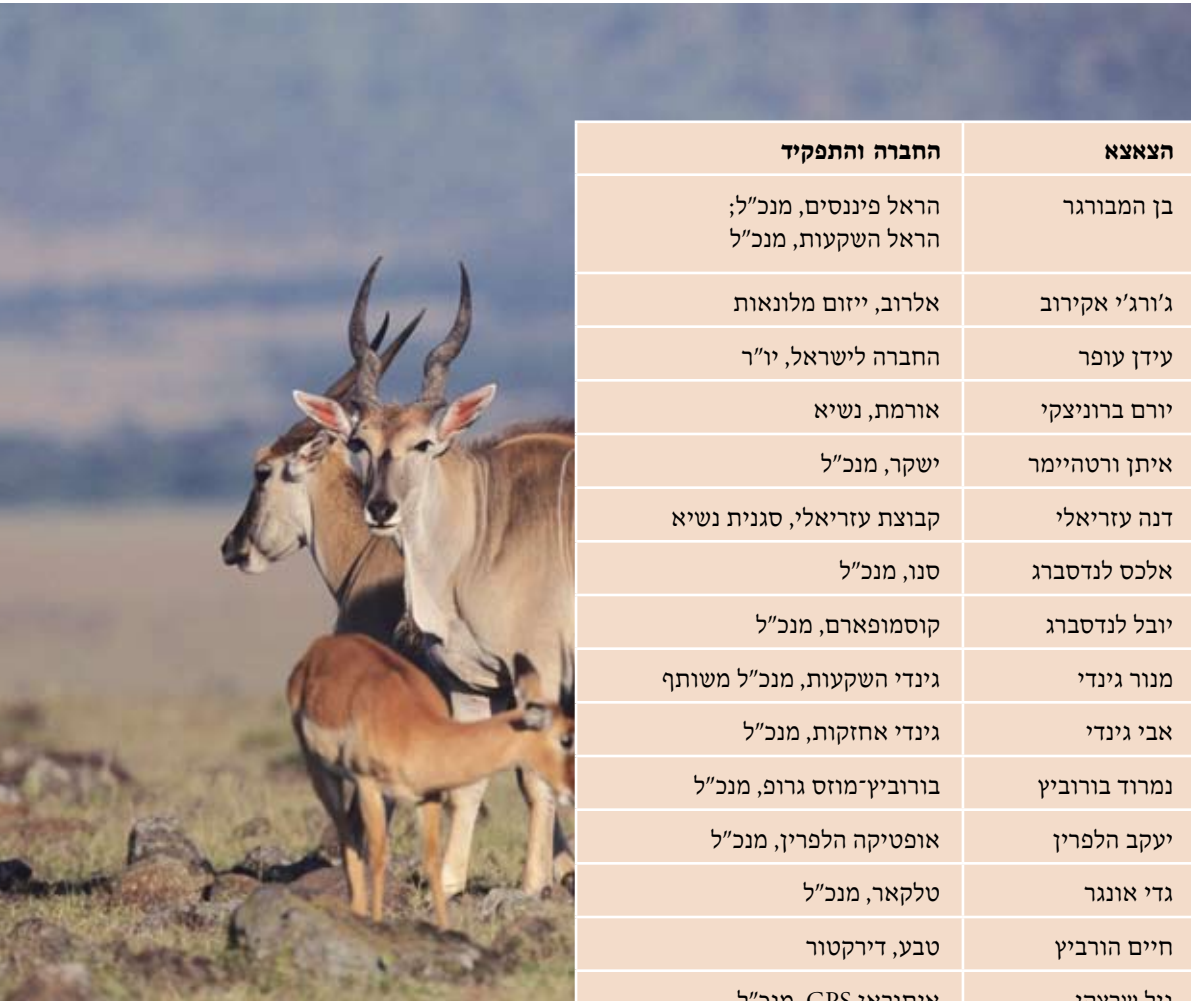 הצאצא החברה והתפקיד
בן המבורגר הראל פיננסים, מנכ"ל;
הראל השקעות, מנכ"ל
ג'ורג'י אקירוב אלרוב, ייזום מלונאות
עידן עופר החברה לישראל, יו"ר
יורם ברוניצקי אורמת, נשיא
איתן ורטהיימר ישקר, מנכ"ל
דנה עזריאלי קבוצת עזריאלי, סגנית נשיא
אלכס לנדסברג סנו, מנכ"ל
יובל לנדסברג קוסמופארם, מנכ"ל
מנור גינדי גינדי השקעות, מנכ"ל משותף
אבי גינדי גינדי אחזקות, מנכ"ל
נמרוד בורוביץ בורוביץ־מוזס גרופ, מנכ"ל
יעקב הלפרין אופטיקה הלפרין, מנכ"ל
גדי אונגר טלקאר, מנכ"ל
חיים הורביץ טבע, דירקטור
GPS, מנכ"ל